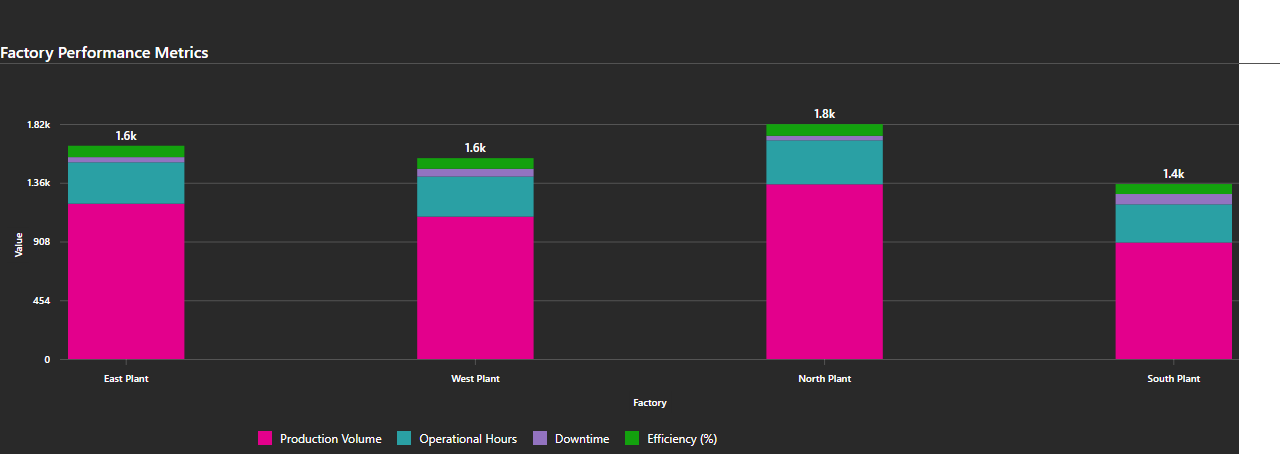 Factory Performance Metrics
1.82k
1.36k
908
454
0
Value
1.6k
1.6k
1.8k
1.4k
East Plant
West Plant
North Plant
South Plant
Factory
Production Volume
Operational Hours
Downtime
Efficiency (%)